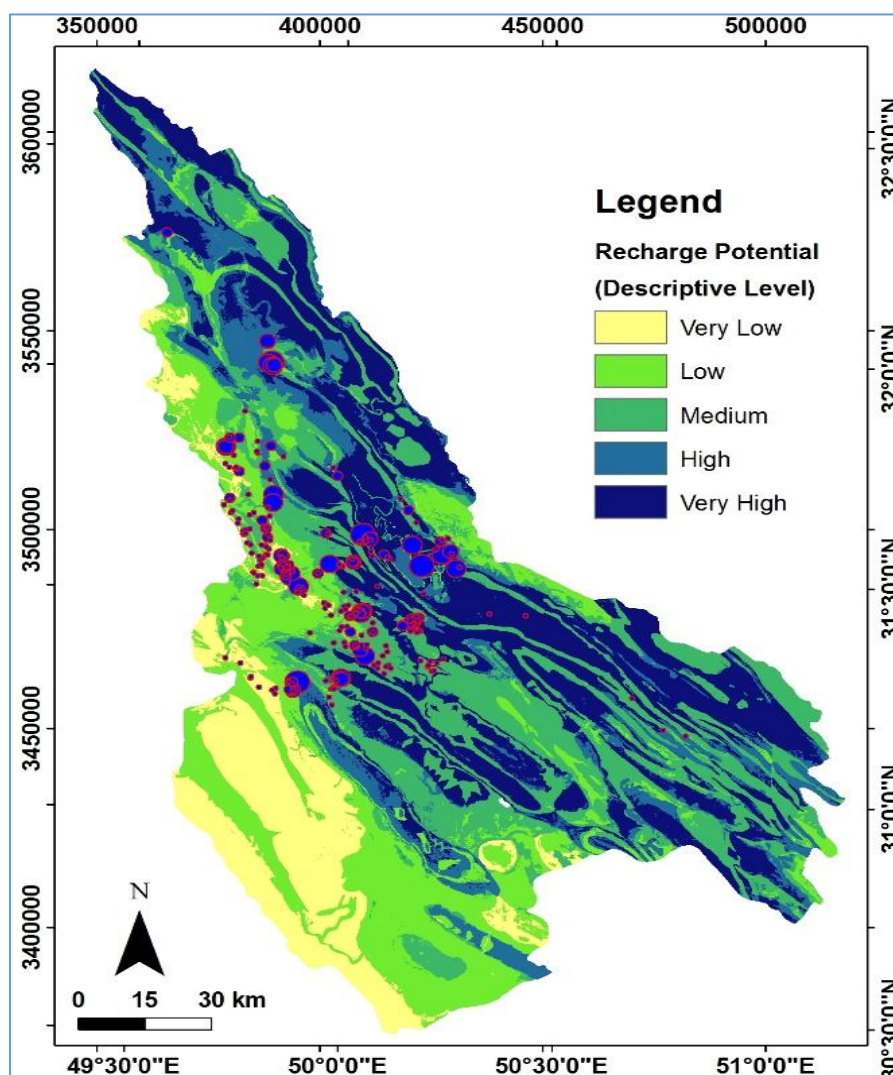 350000 400000 450000 500000
3600000
3550000
3500000
3450000
3400000
32°30'0"N
32°0'0"N
31°30'0"N
31°0'0"N
30°30'0"N
Legend
Recharge Potential
(Descriptive Level)
Very Low
Low
Medium
High
Very High
N
0 15 30 km
49°30'0"E 50°0'0"E 50°30'0"E 51°0'0"E